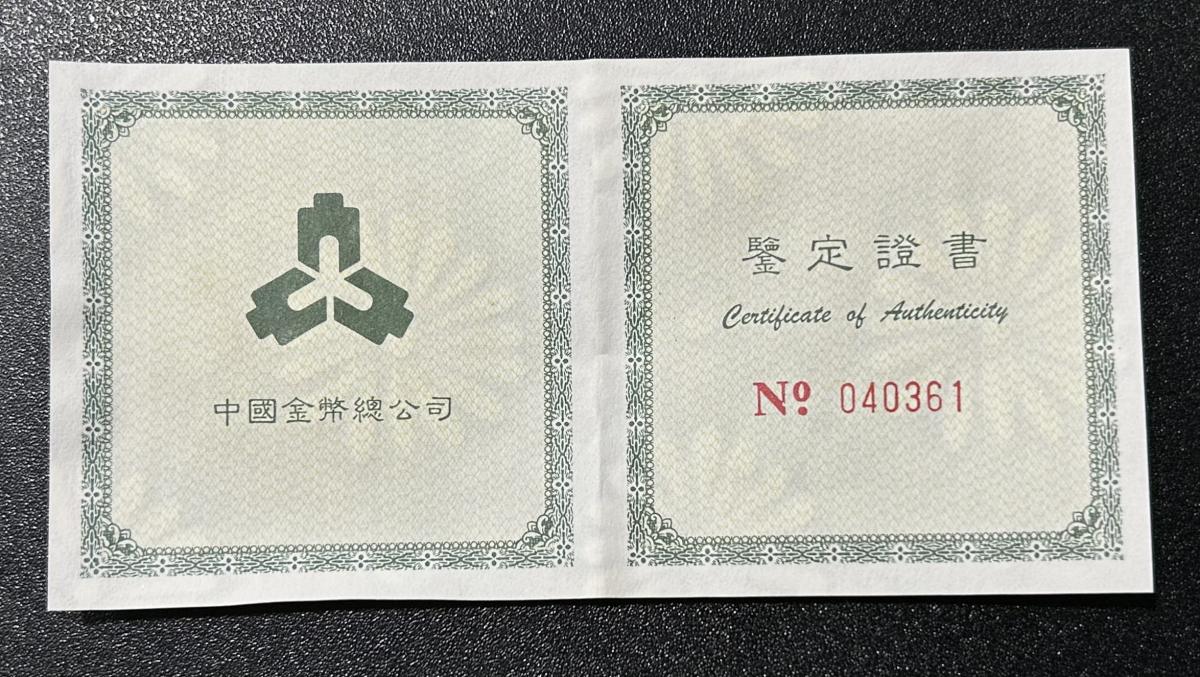 中國金幣總公司
鑒定證書
Certificate of Authenticity
Nº 040361